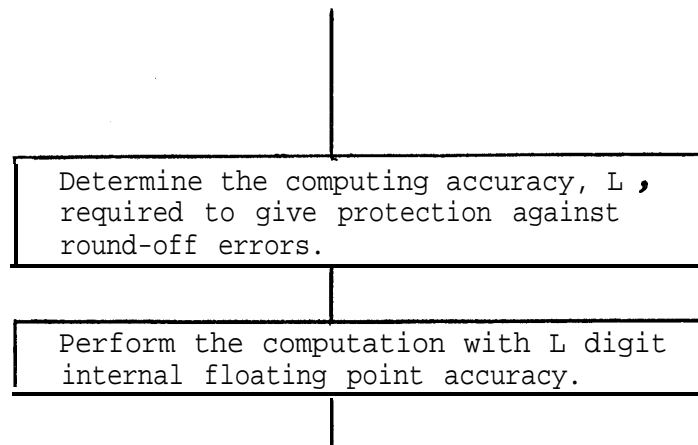 Determine the computing accuracy, L ,
required to give protection against
round-off errors.
Perform the computation with L digit
internal floating point accuracy.